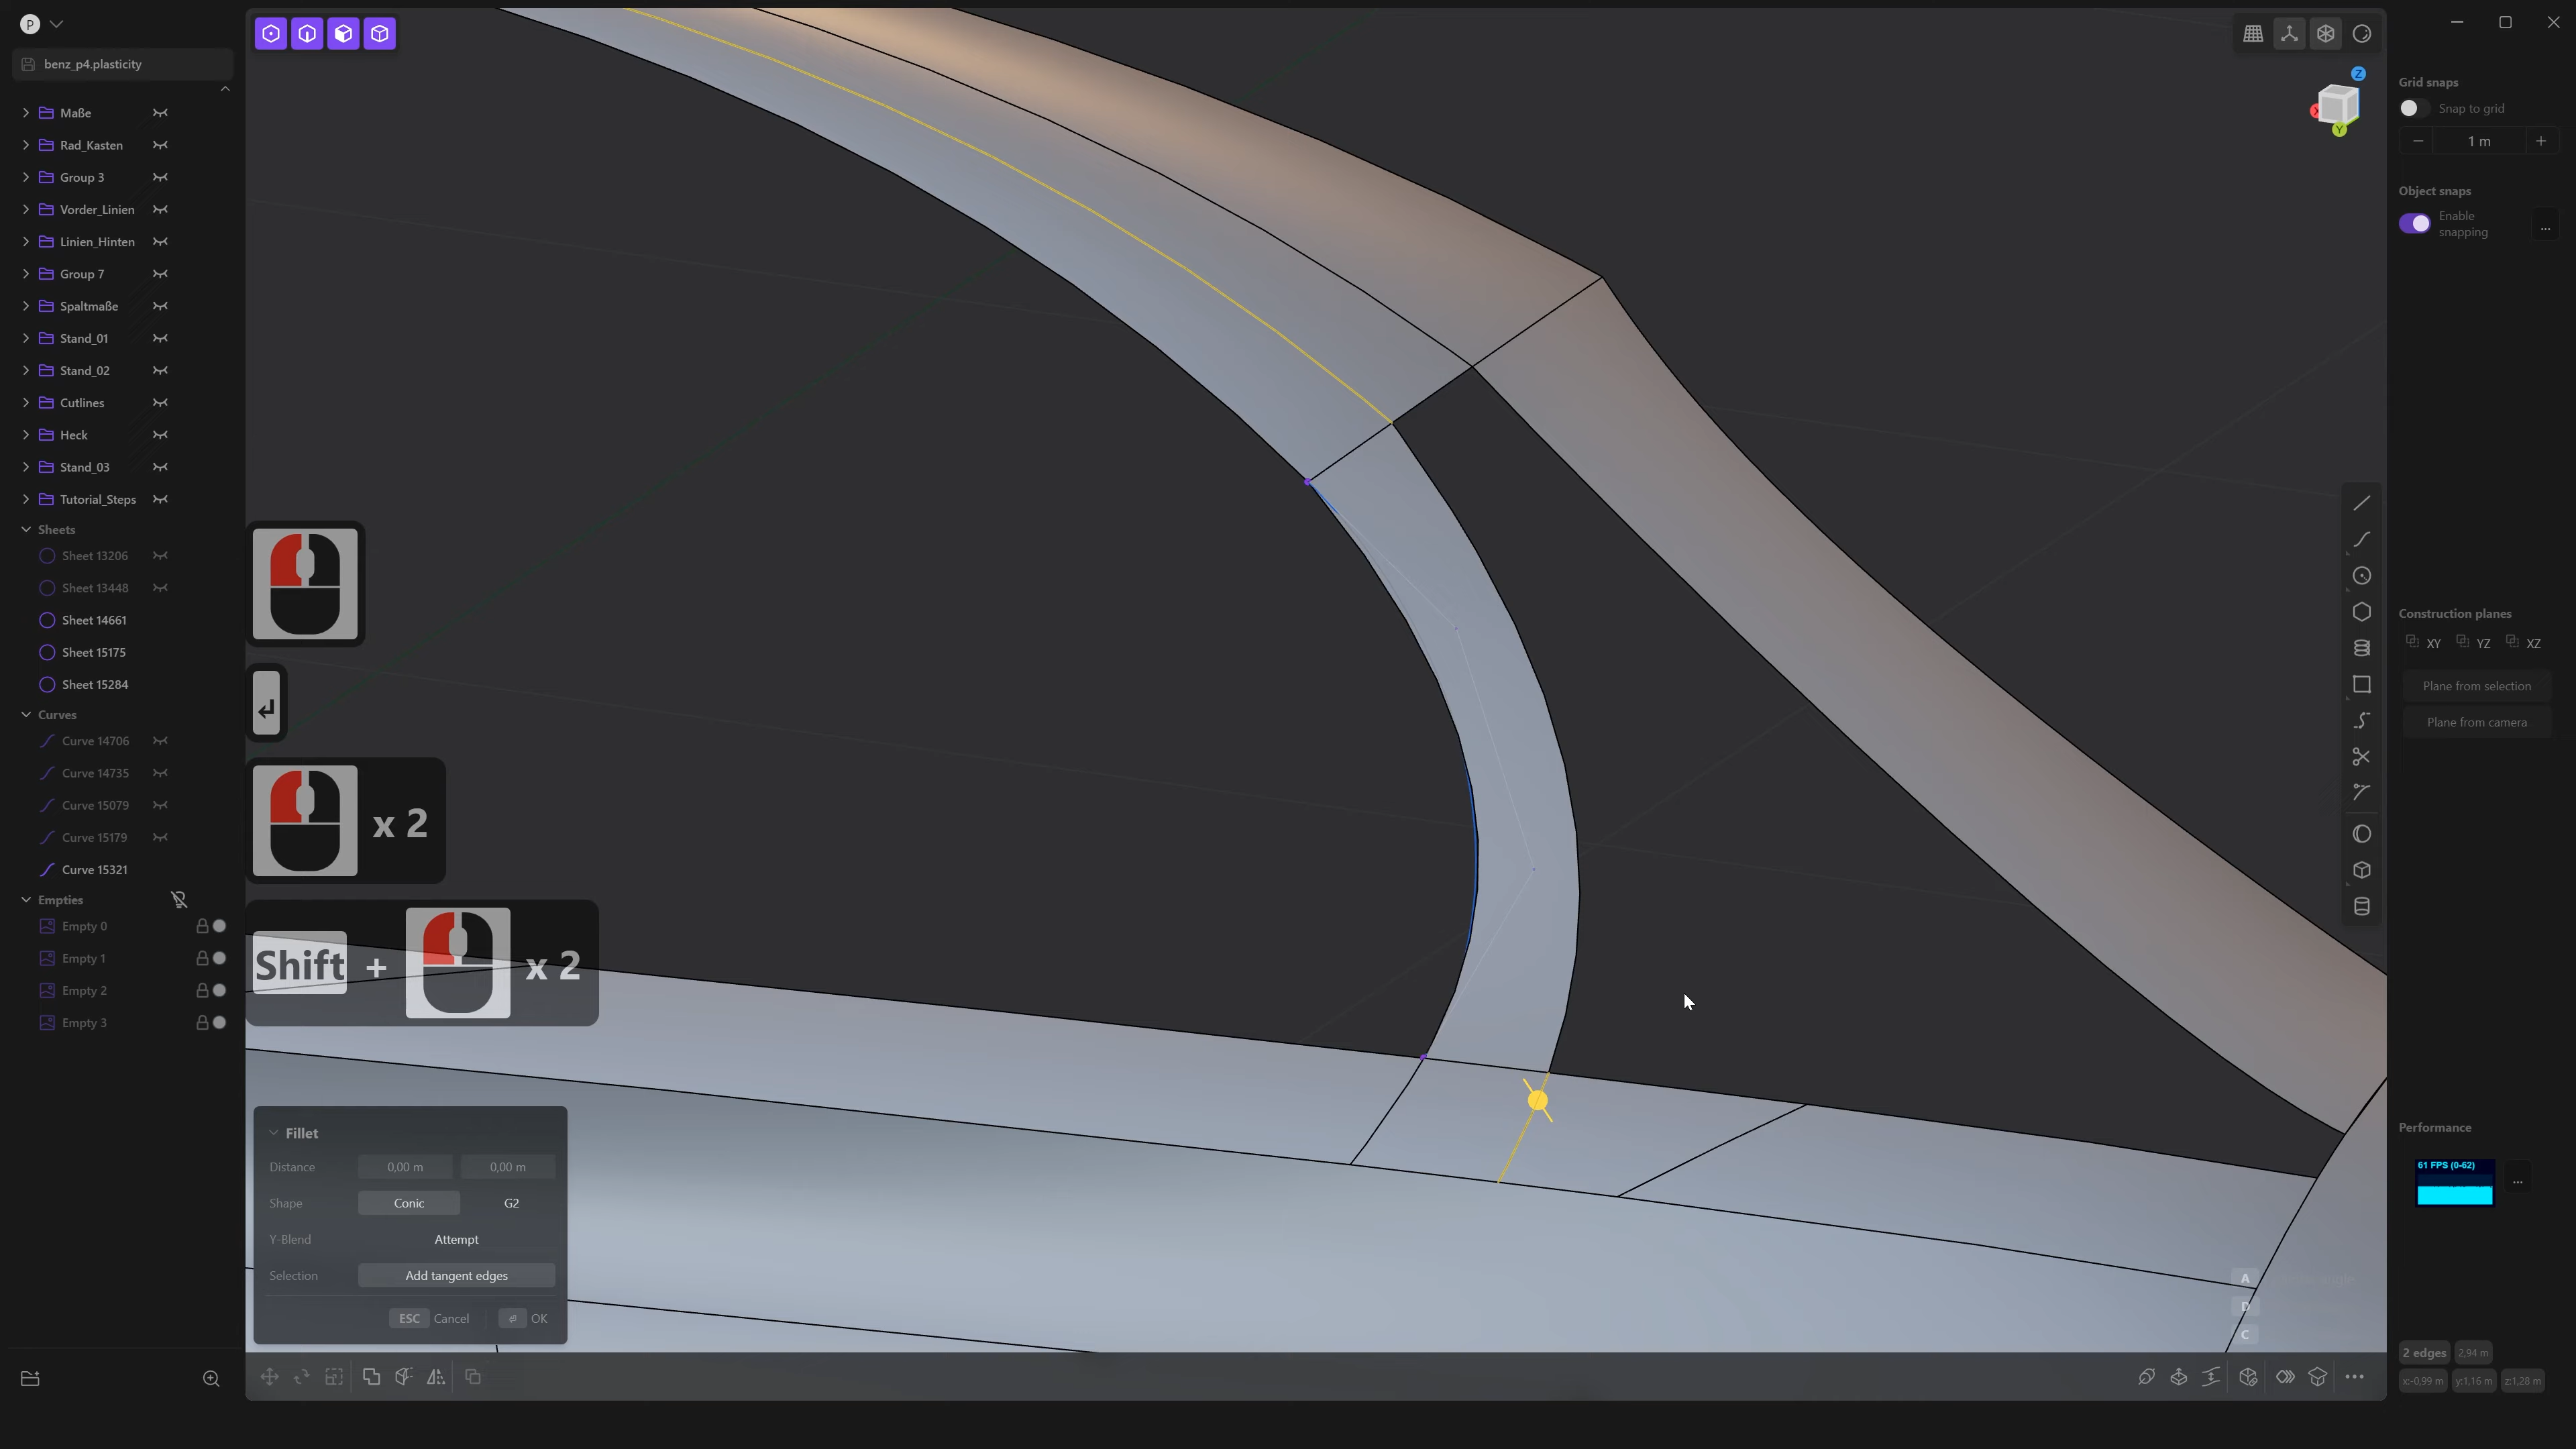 P
benz_p4.plasticity
Maße
Rad_Kasten
Group 3
Vorder_Linien
Linien_Hinten
Group 7
Spaltmaße
Stand_01
Stand_02
Cutlines
Heck
Stand_03
Tutorial_Steps
Sheets
Sheet 13206
Sheet 13448
Sheet 14661
Sheet 15175
Sheet 15284
Curves
Curve 14706
Curve 14735
Curve 15079
Curve 15179
Curve 15321
Empties
Empty 0
Empty 1
Empty 2
Empty 3
x 2
Shift + x 2
Fillet
Distance 0,00 m 0,00 m
Shape Conic G2
Y-Blend Attempt
Selection Add tangent edges
ESC Cancel OK
Z
X
Y
A
D
C
Grid snaps
Snap to grid
1 m
Object snaps
Enable
snapping
...
Construction planes
XY YZ XZ
Plane from selection
Plane from camera
Performance
61 FPS (0-62)
...
2 edges 2,94 m
x:-0,99 m y:1,16 m z:1,28 m